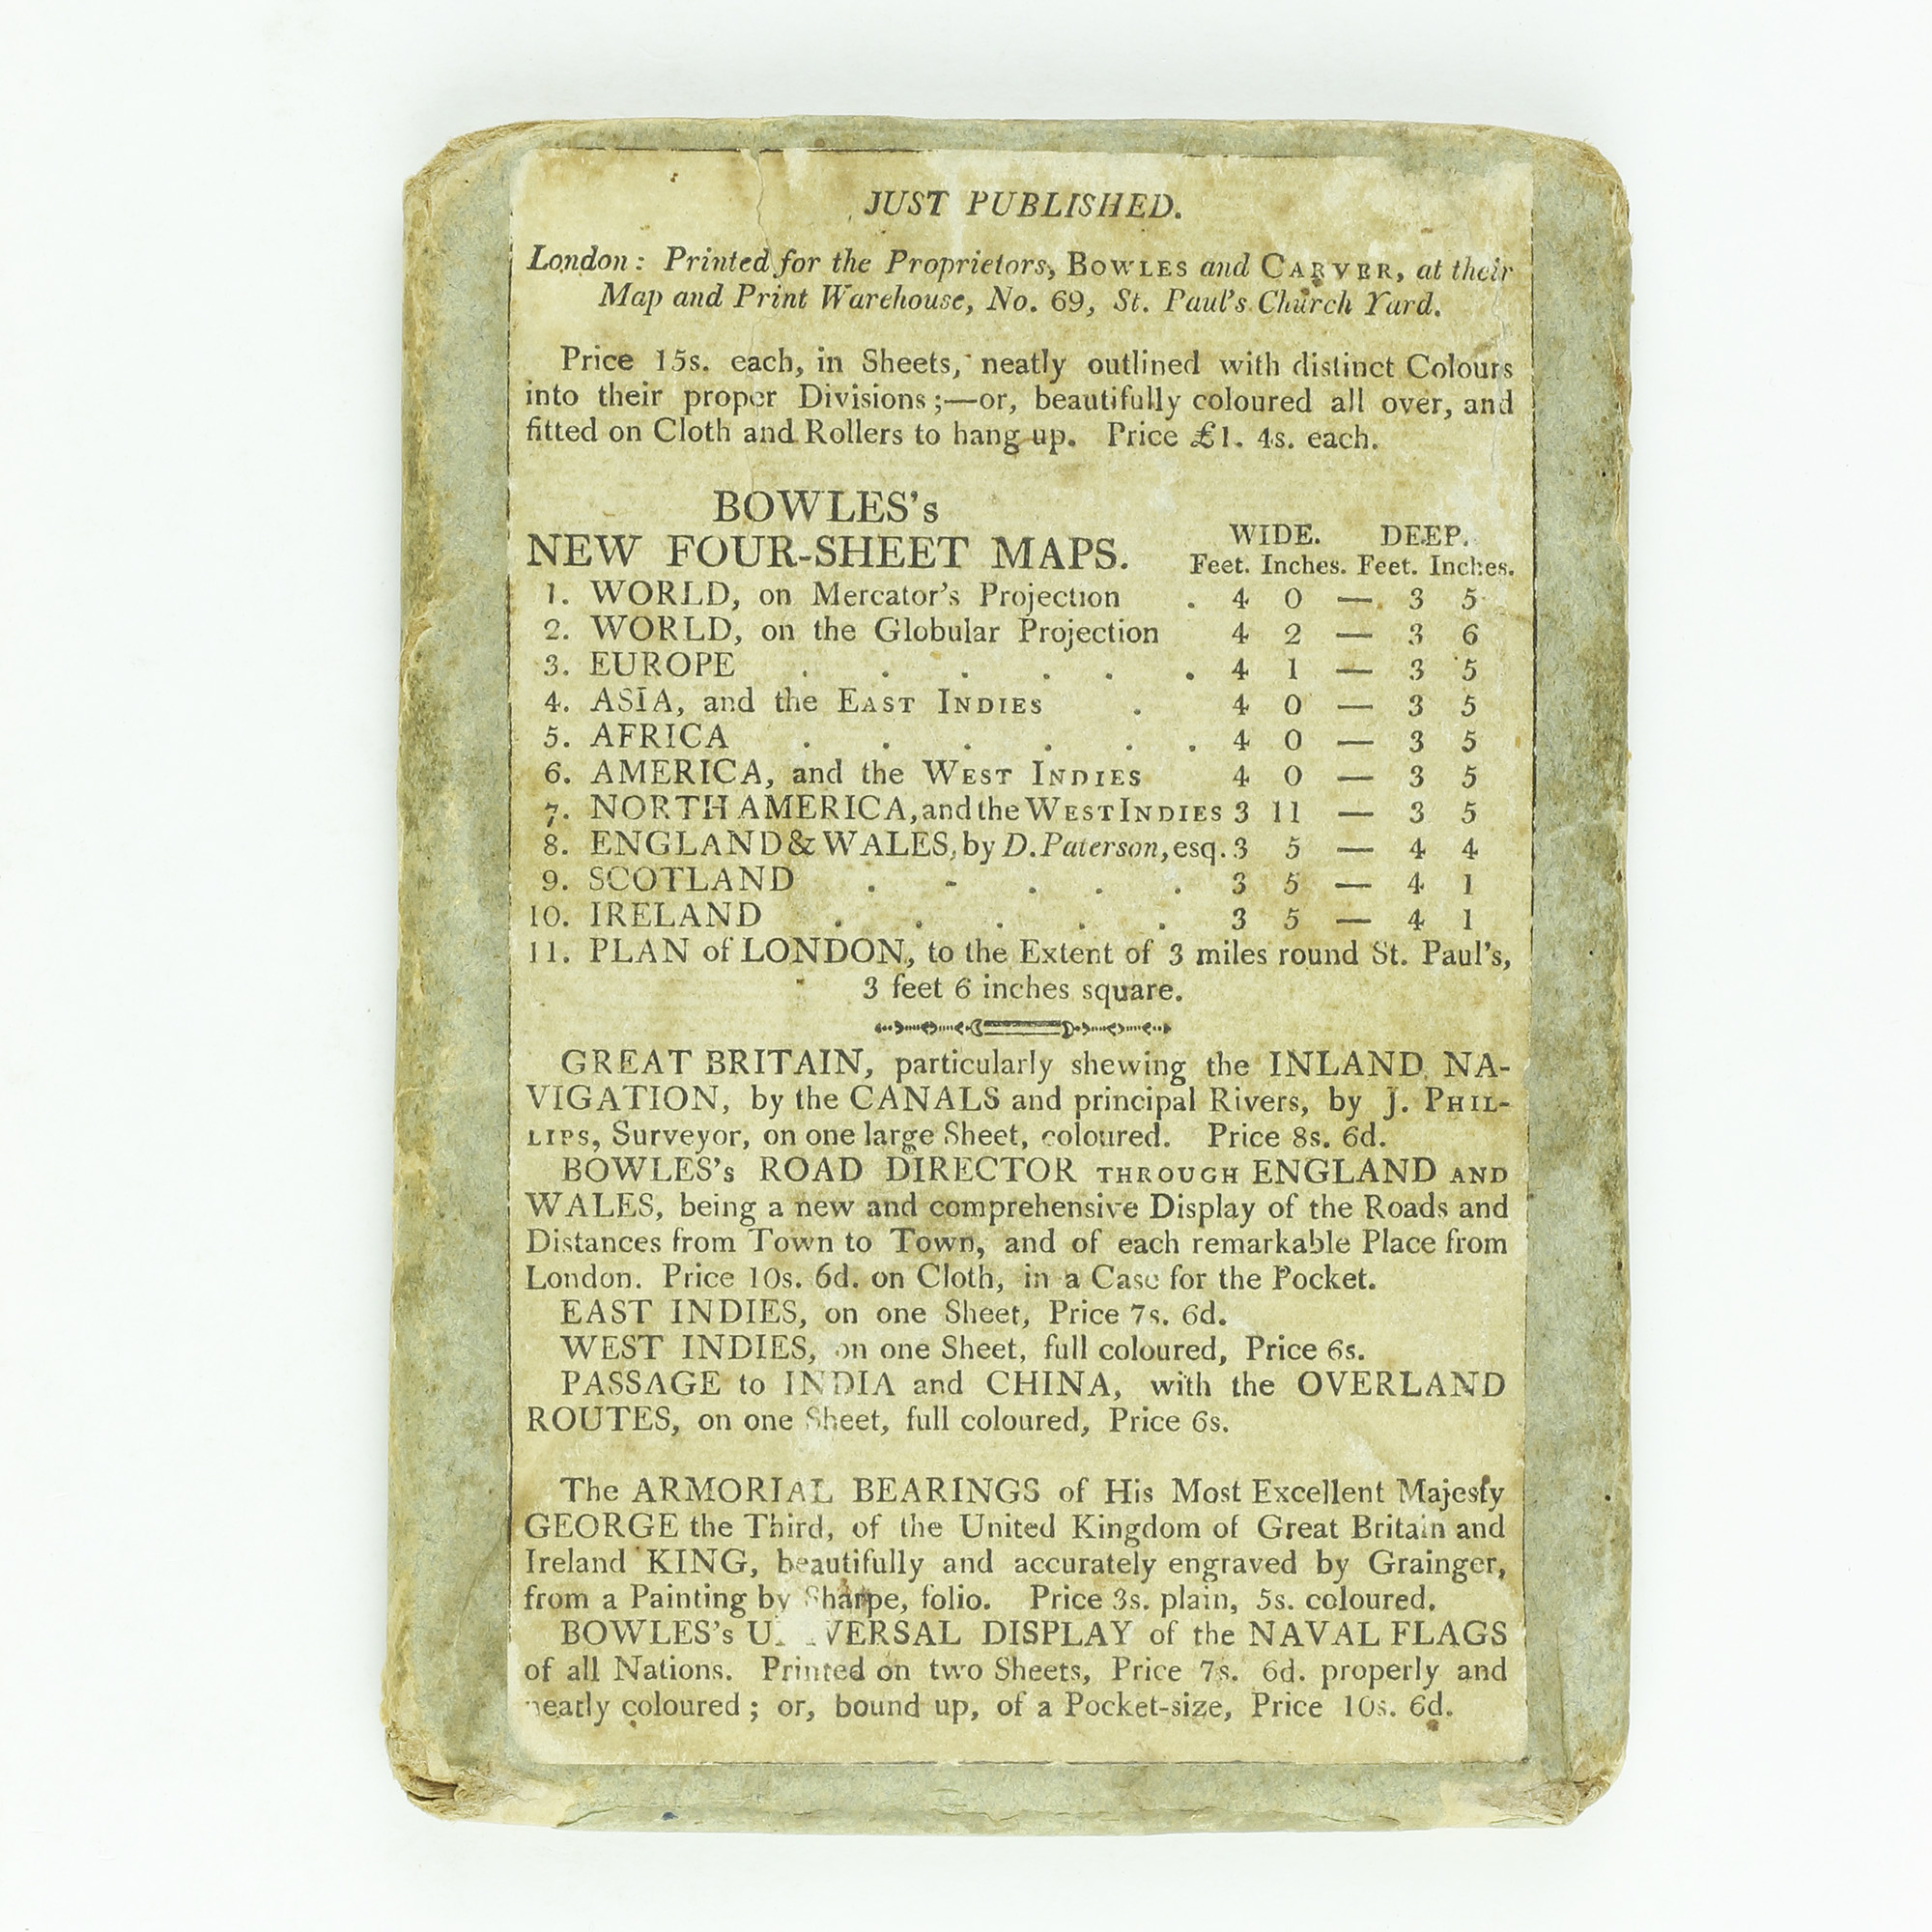 JUST PUBLISHED.
London: Printed for the Proprietors, BOWLES and CARVER, at their
Map and Print Warehouse, No. 69, St. Paul's Church Yard.
Price 15s. each, in Sheets, neatly outlined with distinct Colours
into their proper Divisions;—or, beautifully coloured all over, and
fitted on Cloth and Rollers to hang up. Price £1. 4s. each.
BOWLES's
NEW FOUR-SHEET MAPS. WIDE. DEEP.
Feet. Inches. Feet. Inches.
1. WORLD, on Mercator's Projection . 4 0 — 3 5
2. WORLD, on the Globular Projection 4 2 — 3 6
3. EUROPE . . . . . . 4 1 — 3 5
4. ASIA, and the EAST INDIES . 4 0 — 3 5
5. AFRICA . . . . . . 4 0 — 3 5
6. AMERICA, and the WEST INDIES 4 0 — 3 5
7. NORTH AMERICA, and the WEST INDIES 3 11 — 3 5
8. ENGLAND & WALES, by D. Paterson, esq. 3 5 — 4 4
9. SCOTLAND . - . . . 3 5 — 4 1
10. IRELAND . . . . . 3 5 — 4 1
11. PLAN of LONDON, to the Extent of 3 miles round St. Paul's,
3 feet 6 inches square.
GREAT BRITAIN, particularly shewing the INLAND NA-
VIGATION, by the CANALS and principal Rivers, by J. PHIL-
LIPS, Surveyor, on one large Sheet, coloured. Price 8s. 6d.
BOWLES's ROAD DIRECTOR THROUGH ENGLAND AND
WALES, being a new and comprehensive Display of the Roads and
Distances from Town to Town, and of each remarkable Place from
London. Price 10s. 6d. on Cloth, in a Case for the Pocket.
EAST INDIES, on one Sheet, Price 7s. 6d.
WEST INDIES, on one Sheet, full coloured, Price 6s.
PASSAGE to INDIA and CHINA, with the OVERLAND
ROUTES, on one Sheet, full coloured, Price 6s.
The ARMORIAL BEARINGS of His Most Excellent Majesty
GEORGE the Third, of the United Kingdom of Great Britain and
Ireland KING, beautifully and accurately engraved by Grainger,
from a Painting by Sharpe, folio. Price 3s. plain, 5s. coloured.
BOWLES's UNIVERSAL DISPLAY of the NAVAL FLAGS
of all Nations. Printed on two Sheets, Price 7s. 6d. properly and
neatly coloured; or, bound up, of a Pocket-size, Price 10s. 6d.